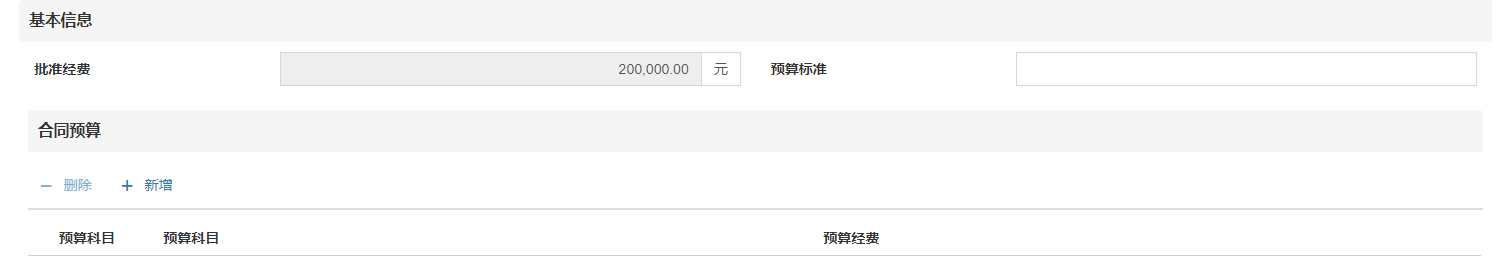 基本信息
批准经费 200,000.00 元 预算标准
合同预算
删除 新增
预算科目 预算科目 预算经费